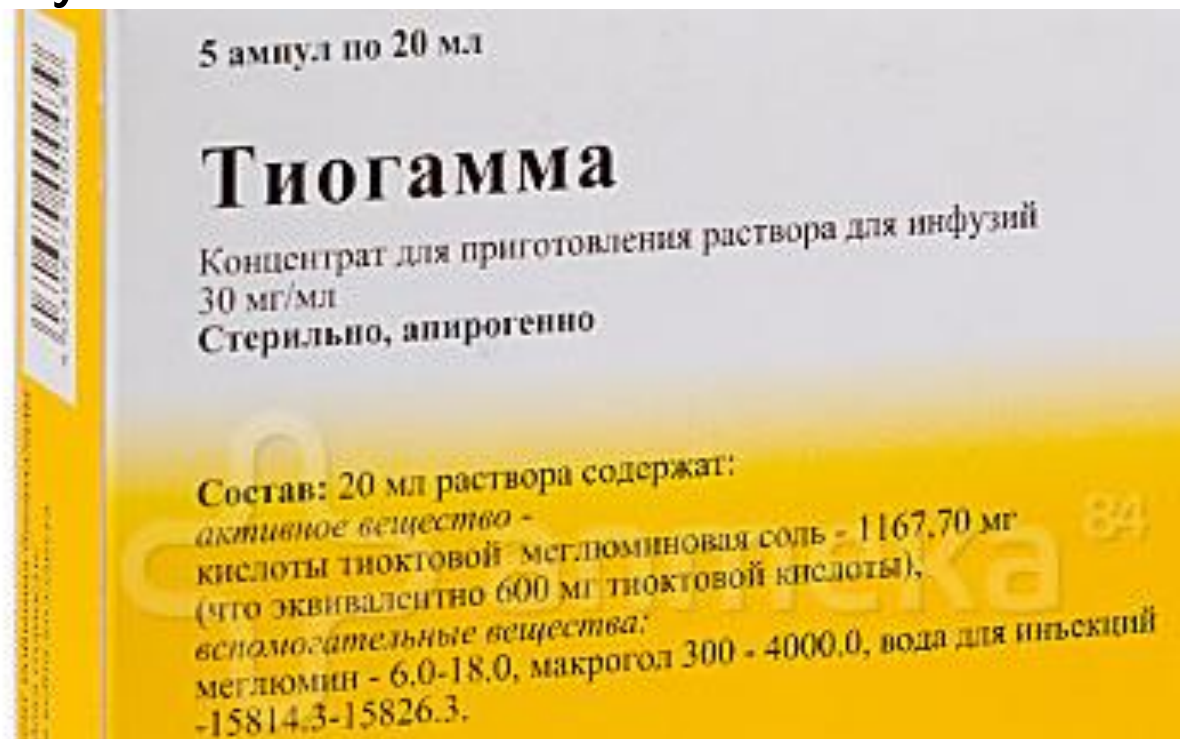 5 ампул по 20 мл
Тиогамма
Концентрат для приготовления раствора для инфузий
30 мг/мл
Стерильно, апирогенно
Состав: 20 мл раствора содержат:
активное вещество -
кислоты тиоктовой меглюминовая соль - 1167,70 мг
(что эквивалентно 600 мг тиоктовой кислоты),
вспомогательные вещества:
меглюмин - 6.0-18.0, макрогол 300 - 4000.0, вода для инъекций
-15814.3-15826.3.
84